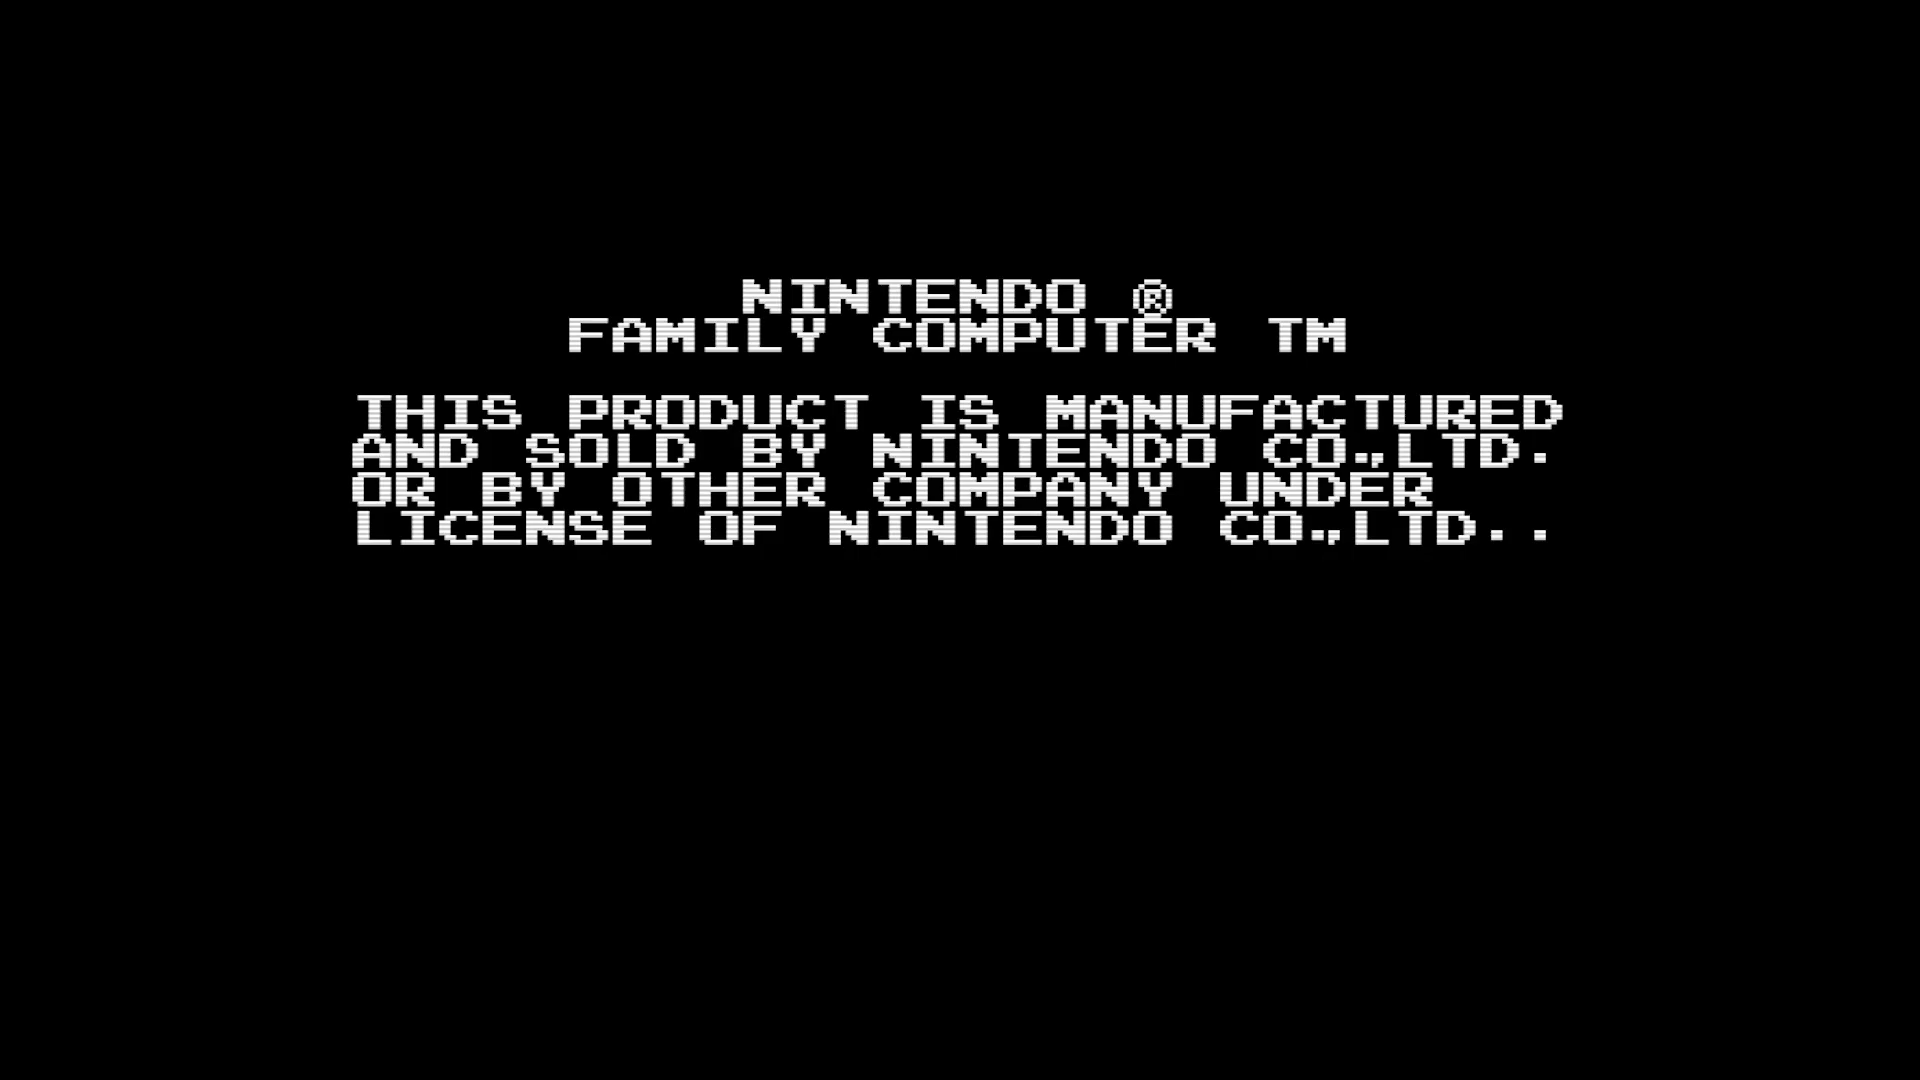 NINTENDO ®
FAMILY COMPUTER TM
THIS PRODUCT IS MANUFACTURED
AND SOLD BY NINTENDO CO.,LTD.
OR BY OTHER COMPANY UNDER
LICENSE OF NINTENDO CO.,LTD..